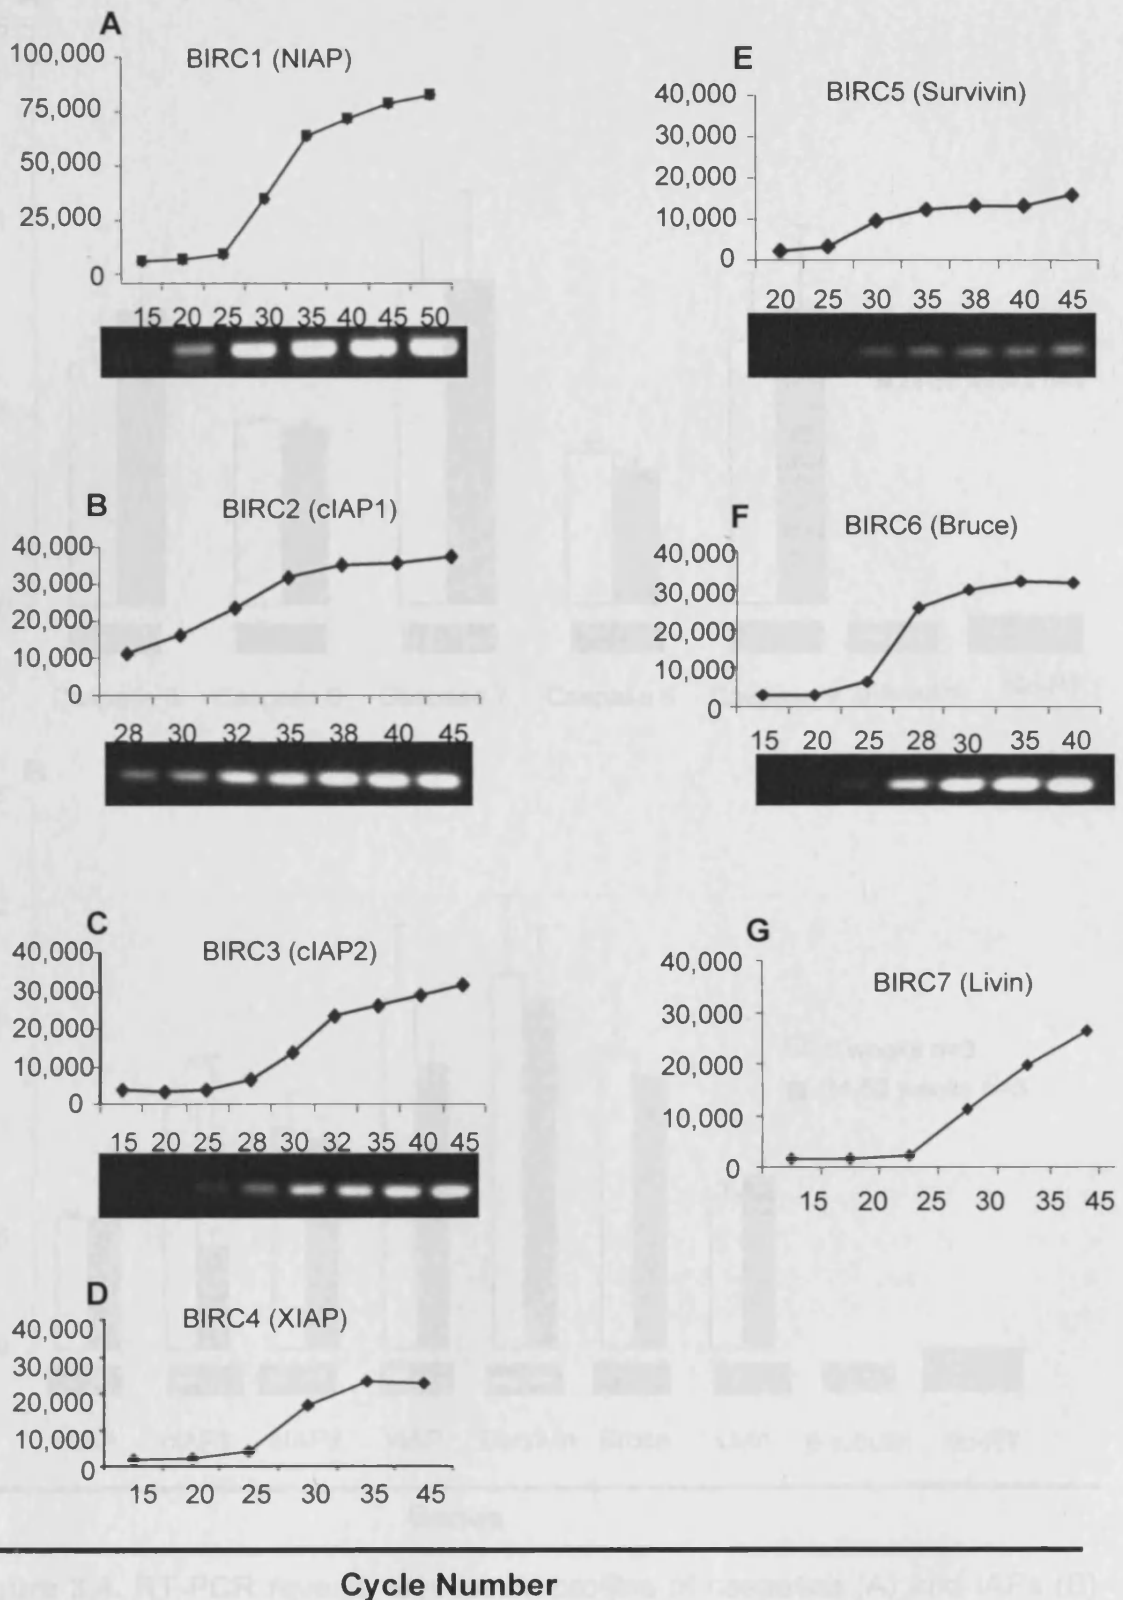 A
BIRC1 (NIAP)
100,000
75,000
50,000
25,000
0
15 20 25 30 35 40 45 50
B
BIRC2 (cIAP1)
40,000
30,000
20,000
10,000
0
28 30 32 35 38 40 45
C
BIRC3 (cIAP2)
40,000
30,000
20,000
10,000
0
15 20 25 28 30 32 35 40 45
D
BIRC4 (XIAP)
40,000
30,000
20,000
10,000
0
15 20 25 30 35 45
E
BIRC5 (Survivin)
40,000
30,000
20,000
10,000
0
20 25 30 35 38 40 45
F
BIRC6 (Bruce)
40,000
30,000
20,000
10,000
0
15 20 25 28 30 35 40
G
BIRC7 (Livin)
40,000
30,000
20,000
10,000
0
15 20 25 30 35 45
Cycle Number